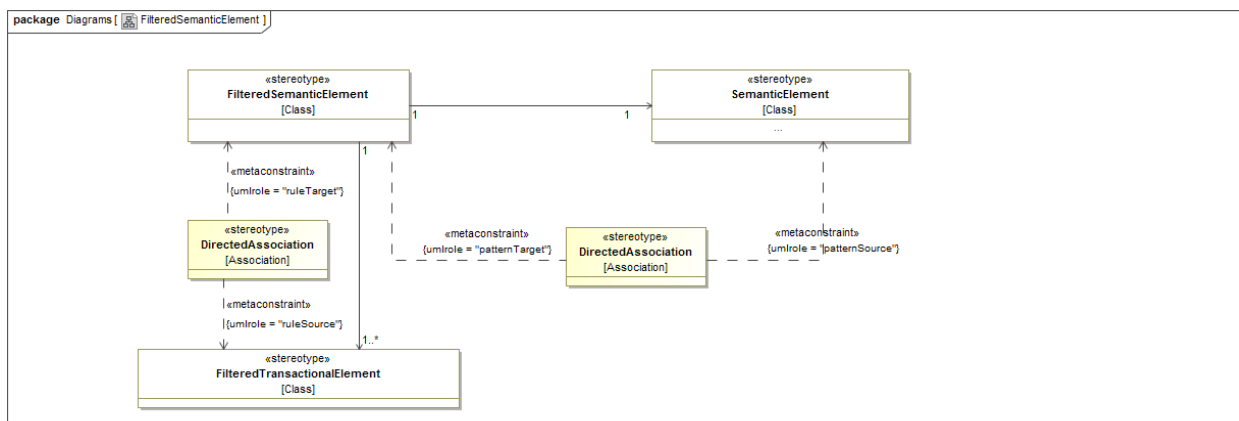 package Diagrams [ FilteredSemanticElement ]
«stereotype»
FilteredSemanticElement
[Class]
«stereotype»
SemanticElement
[Class]
...
1
1
1
«metaconstraint»
{umlrole = "ruleTarget"}
«stereotype»
DirectedAssociation
[Association]
«metaconstraint»
{umlrole = "patternTarget"}
«stereotype»
DirectedAssociation
[Association]
«metaconstraint»
{umlrole = "patternSource"}
«metaconstraint»
{umlrole = "ruleSource"}
1..*
«stereotype»
FilteredTransactionalElement
[Class]